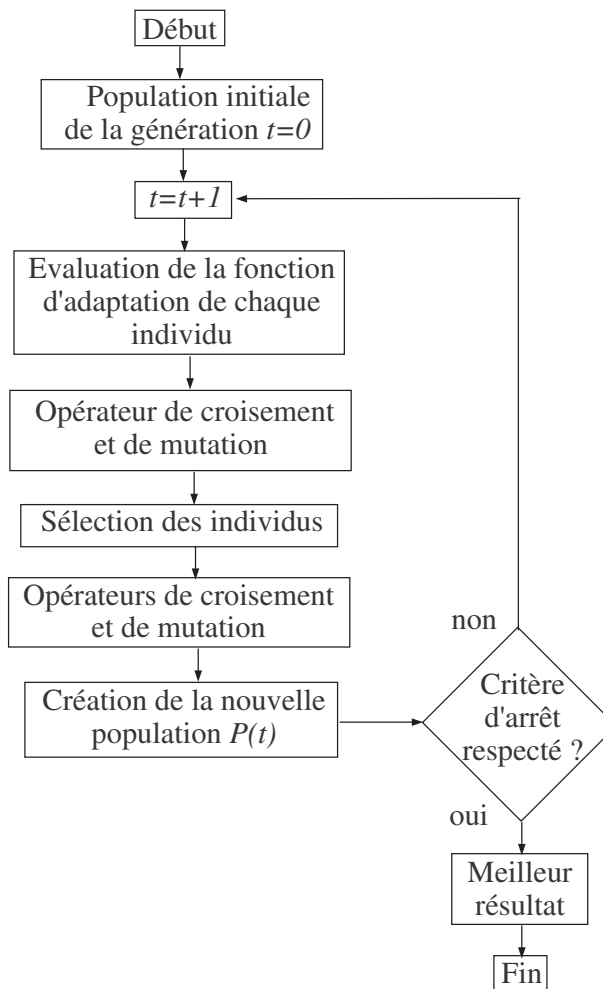 Début
Population initiale
de la génération t=0
t=t+1
Evaluation de la fonction
d'adaptation de chaque
individu
Opérateur de croisement
et de mutation
Sélection des individus
Opérateurs de croisement
et de mutation
Création de la nouvelle
population P(t)
non
Critère
d'arrêt
respecté ?
oui
Meilleur
résultat
Fin